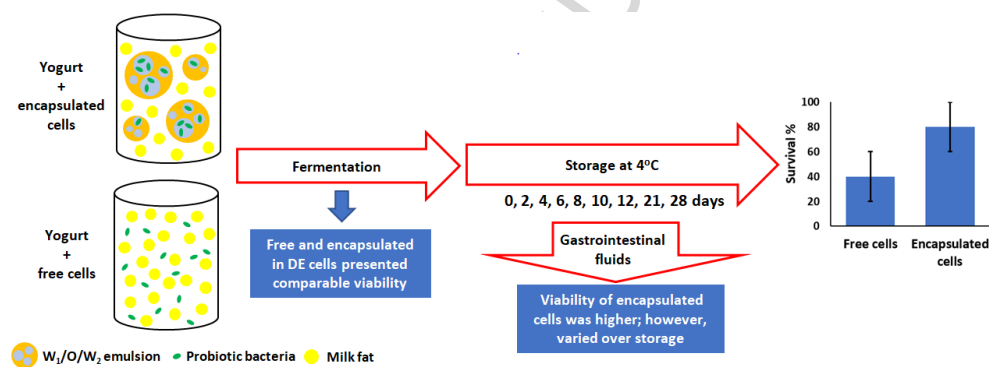 Yogurt
+
encapsulated
cells
Yogurt
+
free cells
Fermentation
Free and encapsulated
in DE cells presented
comparable viability
Storage at 4⁰C
0, 2, 4, 6, 8, 10, 12, 21, 28 days
Gastrointestinal
fluids
Viability of encapsulated
cells was higher; however,
varied over storage
Survival %
100
80
60
40
20
0
Free cells
Encapsulated
cells
W₁/O/W₂ emulsion
Probiotic bacteria
Milk fat